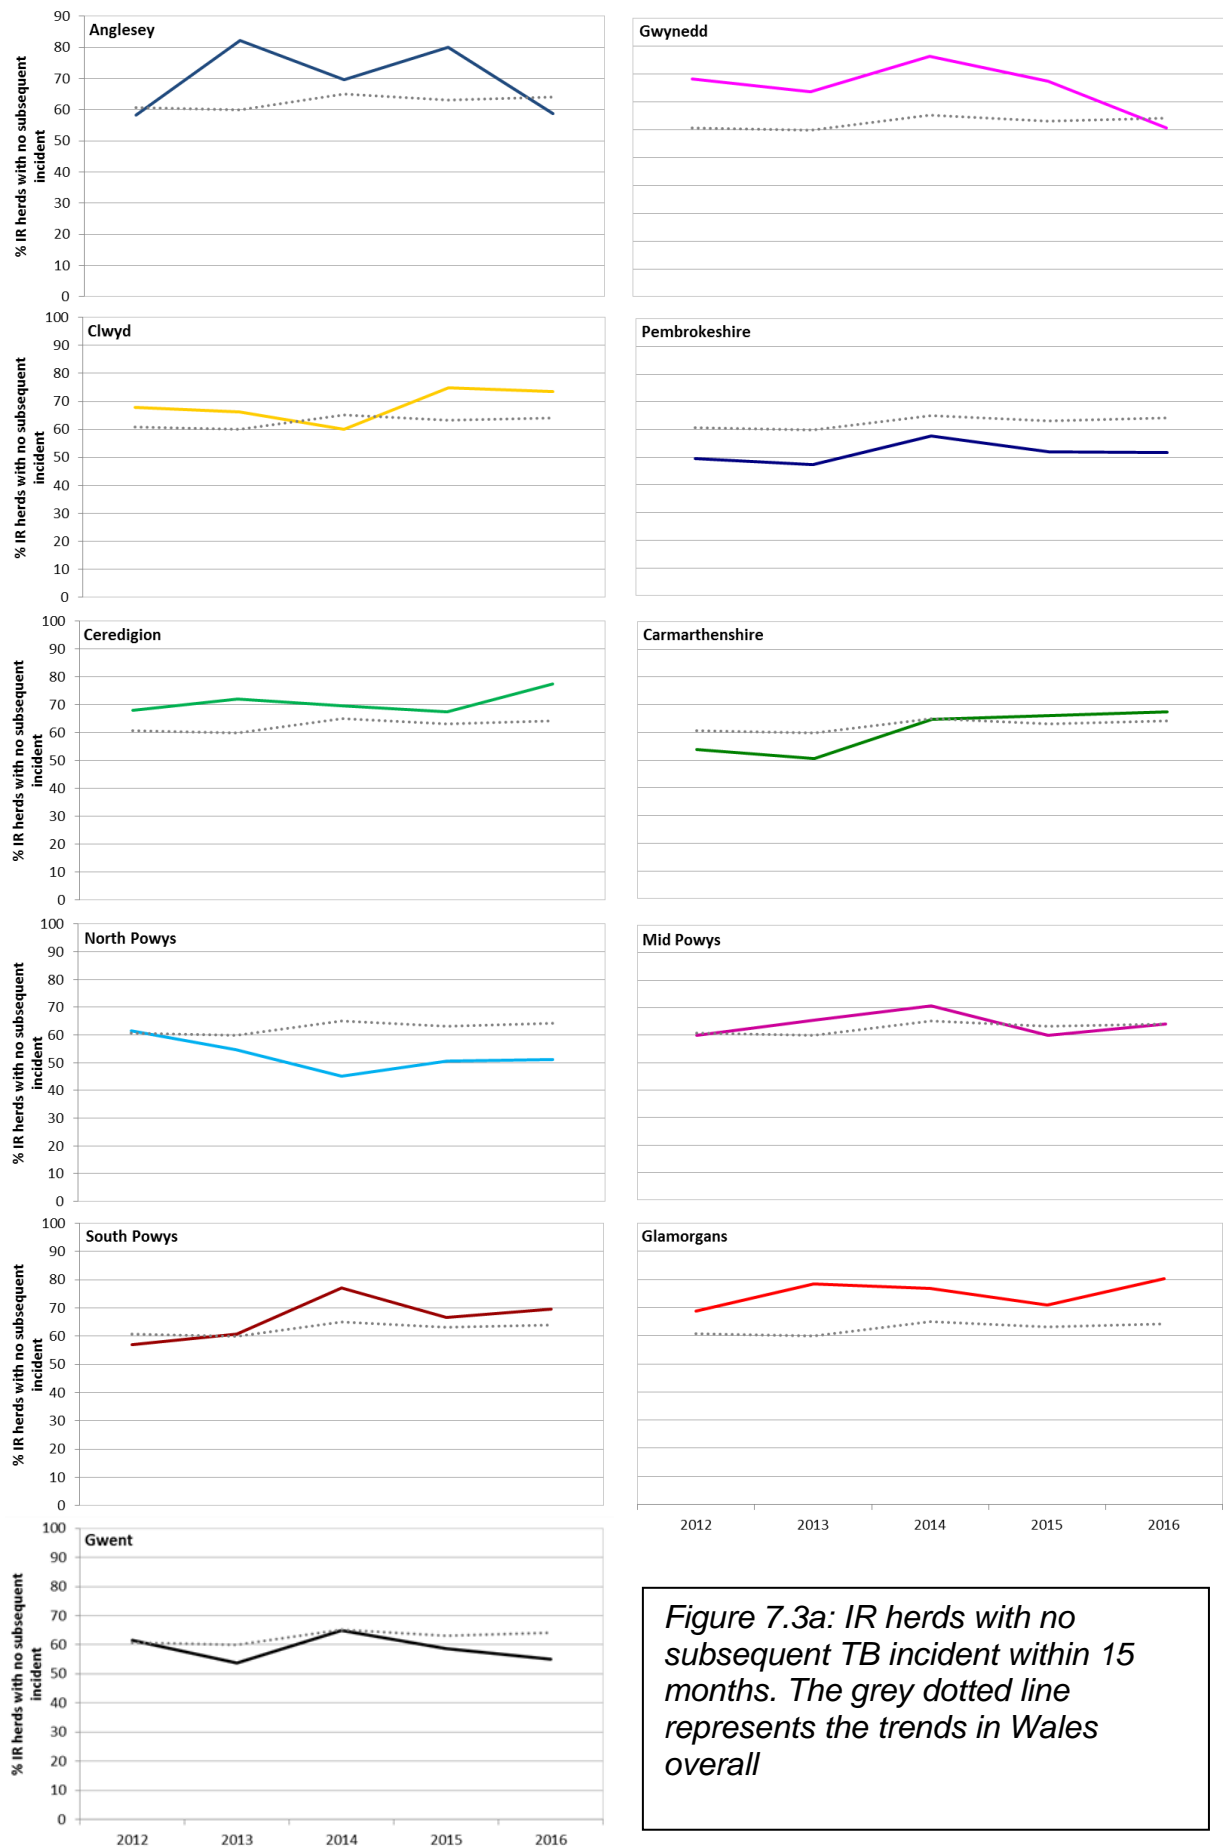 Anglesey
% IR herds with no subsequent
incident
90
80
70
60
50
40
30
20
10
0
Gwynedd
Clwyd
% IR herds with no subsequent
incident
100
90
80
70
60
50
40
30
20
10
0
Pembrokeshire
Ceredigion
% IR herds with no subsequent
incident
100
90
80
70
60
50
40
30
20
10
0
Carmarthenshire
North Powys
% IR herds with no subsequent
incident
100
90
80
70
60
50
40
30
20
10
0
Mid Powys
South Powys
% IR herds with no subsequent
incident
100
90
80
70
60
50
40
30
20
10
0
Glamorgans
2012 2013 2014 2015 2016
Gwent
% IR herds with no subsequent
incident
100
90
80
70
60
50
40
30
20
10
0
2012 2013 2014 2015 2016
Figure 7.3a: IR herds with no
subsequent TB incident within 15
months. The grey dotted line
represents the trends in Wales
overall